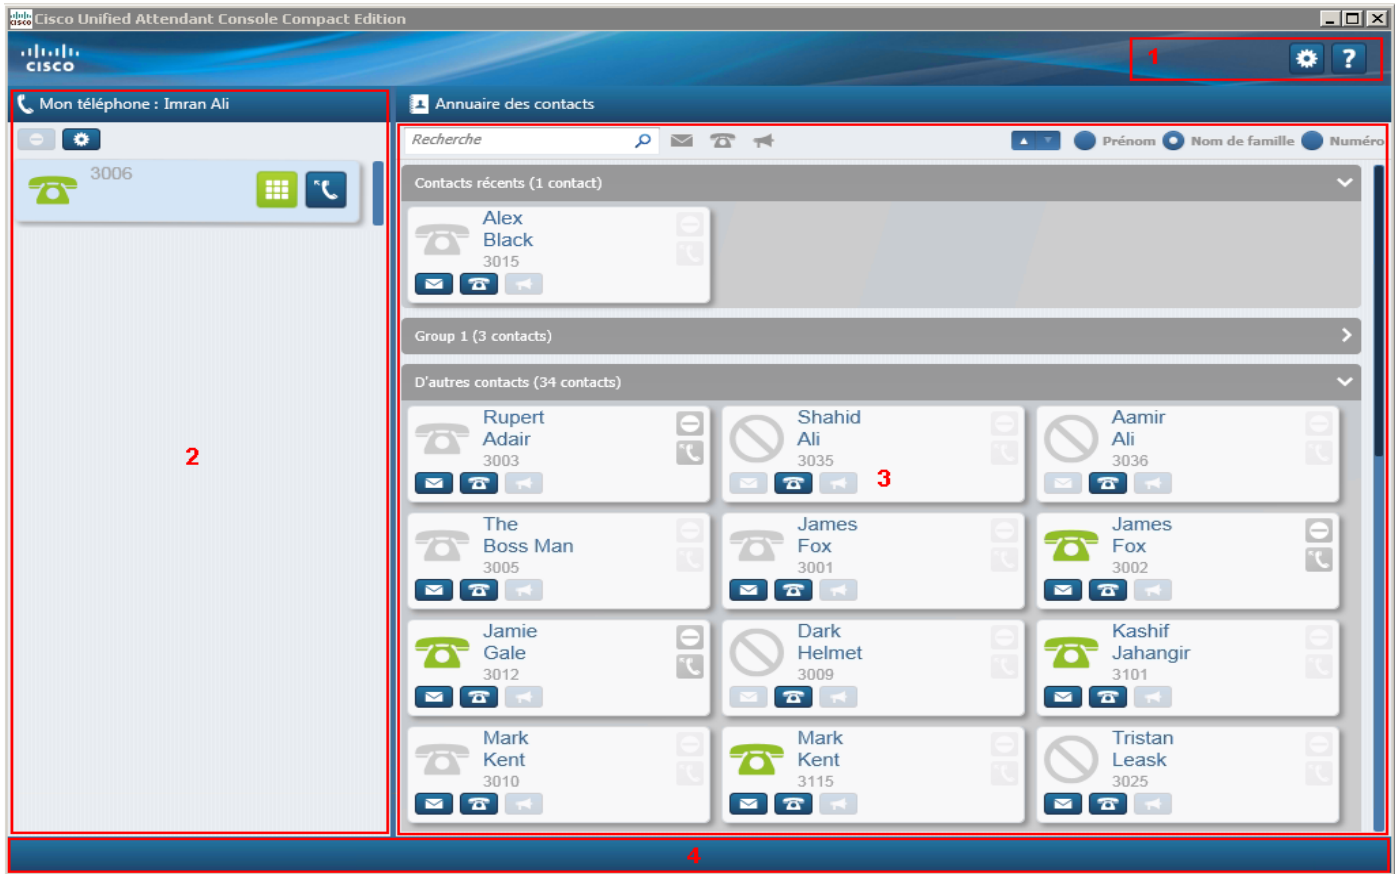 Cisco Unified Attendant Console Compact Edition
CISCO
1
?
Mon téléphone : Imran Ali
Annuaire des contacts
Recherche
Prénom
Nom de famille
Numéro
3006
2
Contacts récents (1 contact)
Alex
Black
3015
Group 1 (3 contacts)
D'autres contacts (34 contacts)
Rupert
Adair
3003
Shahid
Ali
3035
3
Aamir
Ali
3036
The
Boss Man
3005
James
Fox
3001
James
Fox
3002
Jamie
Gale
3012
Dark
Helmet
3009
Kashif
Jahangir
3101
Mark
Kent
3010
Mark
Kent
3115
Tristan
Leask
3025
4